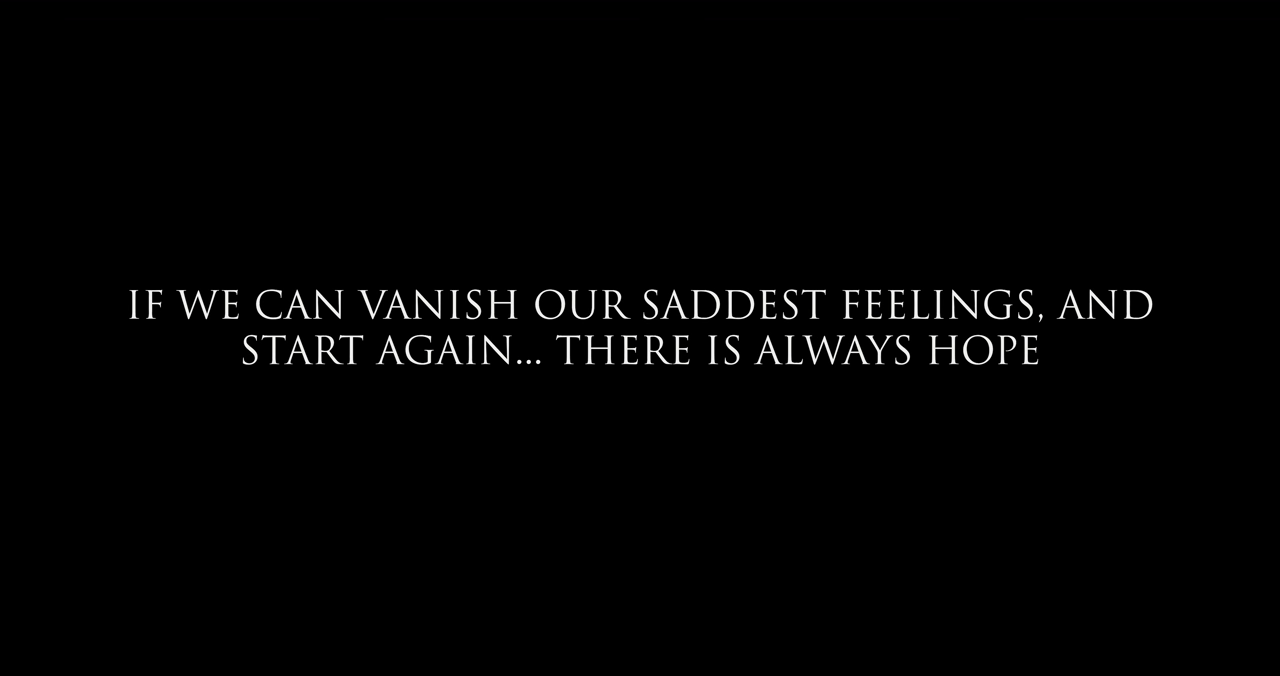 IF WE CAN VANISH OUR SADDEST FEELINGS, AND
START AGAIN... THERE IS ALWAYS HOPE